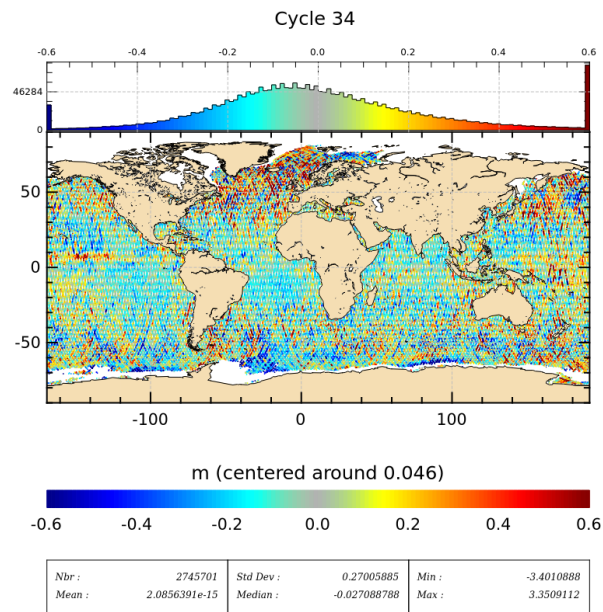 Cycle 34
-0.6 -0.4 -0.2 0.0 0.2 0.4 0.6
46284
0
50
0
-50
-100 0 100
m (centered around 0.046)
-0.6 -0.4 -0.2 0.0 0.2 0.4 0.6
Nbr : 2745701 Std Dev : 0.27005885 Min : -3.4010888
Mean : 2.0856391e-15 Median : -0.027088788 Max : 3.3509112